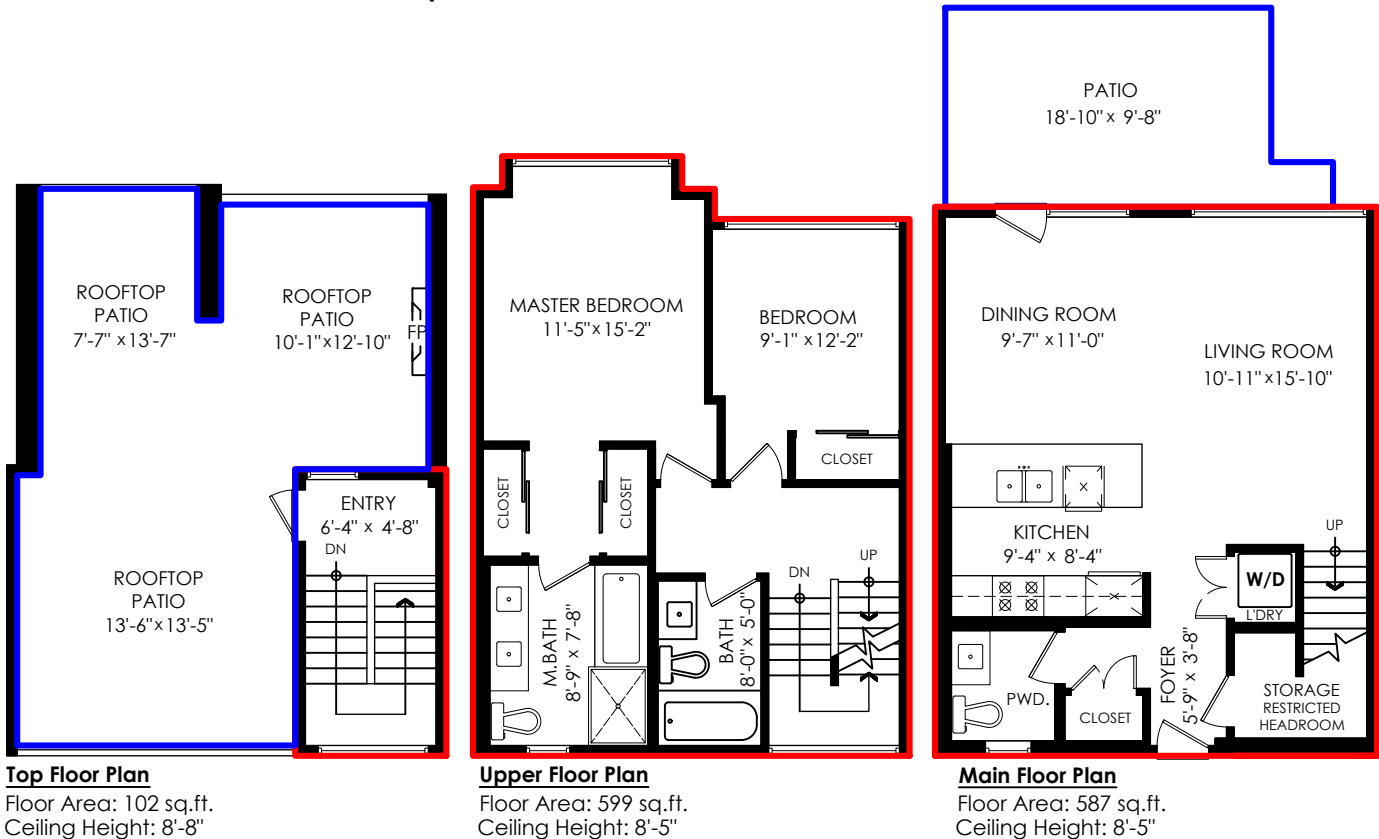 PATIO
18'-10" x 9'-8"
ROOFTOP
PATIO
7'-7" x 13'-7"
ROOFTOP
PATIO
10'-1" x 12'-10"
FP
ENTRY
6'-4" x 4'-8"
DN
ROOFTOP
PATIO
13'-6" x 13'-5"
MASTER BEDROOM
11'-5" x 15'-2"
BEDROOM
9'-1" x 12'-2"
CLOSET
CLOSET
CLOSET
M.BATH
8'-9" x 7'-8"
BATH
8'-0" x 5'-0"
DN
UP
DINING ROOM
9'-7" x 11'-0"
LIVING ROOM
10'-11" x 15'-10"
KITCHEN
9'-4" x 8'-4"
UP
W/D
L'DRY
PWD.
CLOSET
FOYER
5'-9" x 3'-8"
STORAGE
RESTRICTED
HEADROOM
Top Floor Plan
Floor Area: 102 sq.ft.
Ceiling Height: 8'-8"
Upper Floor Plan
Floor Area: 599 sq.ft.
Ceiling Height: 8'-5"
Main Floor Plan
Floor Area: 587 sq.ft.
Ceiling Height: 8'-5"